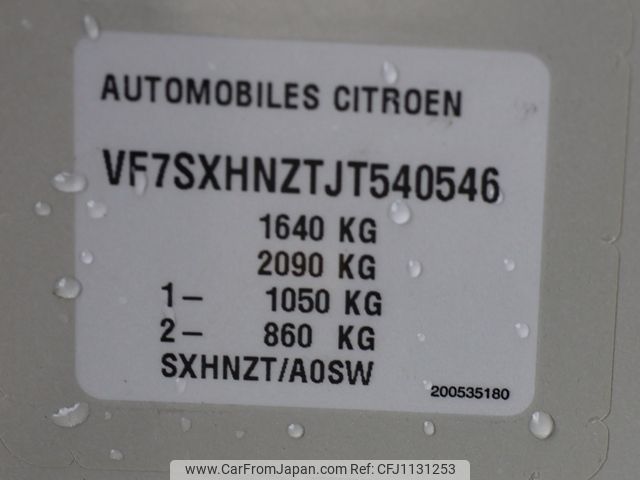 AUTOMOBILES CITROEN
VF7SXHNZTJT540546
1640 KG
2090 KG
1- 1050 KG
2- 860 KG
SXHNZT/A0SW
200535180
www.CarFromJapan.com CFJ1131253